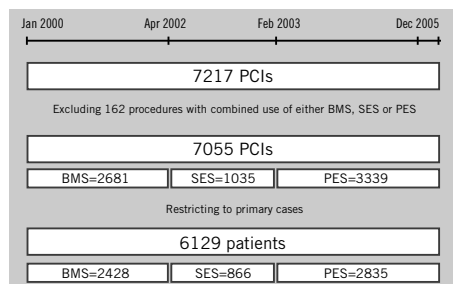 Jan 2000 Apr 2002 Feb 2003 Dec 2005
7217 PCIs
Excluding 162 procedures with combined use of either BMS, SES or PES
7055 PCIs
BMS=2681 SES=1035 PES=3339
Restricting to primary cases
6129 patients
BMS=2428 SES=866 PES=2835